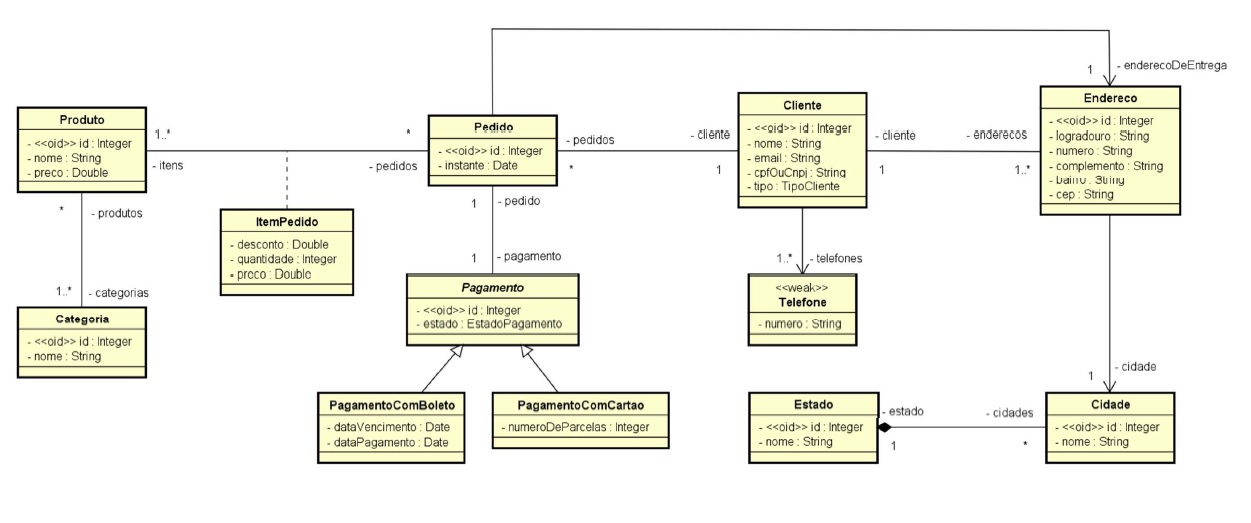 1
- enderecoDeEntrega
Produto
- <<oid>> id : Integer
- nome : String
- preco : Double
1..*
- itens
*
- pedidos
Pedido
- <<oid>> id : Integer
- instante : Date
- pedidos
*
- cliente
1
Cliente
- <<oid>> id : Integer
- nome : String
- email : String
- cpfOuCnpj : String
- tipo : TipoCliente
- cliente
1
- enderecos
1..*
Endereco
- <<oid>> id : Integer
- logradouro : String
- numero : String
- complemento : String
- bairro : String
- cep : String
*
- produtos
1..*
- categorias
ItemPedido
- desconto : Double
- quantidade : Integer
- preco : Double
1
- pedido
1
- pagamento
1..*
- telefones
Categoria
- <<oid>> id : Integer
- nome : String
Pagamento
- <<oid>> id : Integer
- estado : EstadoPagamento
<<weak>>
Telefone
- numero : String
1
- cidade
PagamentoComBoleto
- dataVencimento : Date
- dataPagamento : Date
PagamentoComCartao
- numeroDeParcelas : Integer
Estado
- <<oid>> id : Integer
- nome : String
- estado
1
- cidades
*
Cidade
- <<oid>> id : Integer
- nome : String